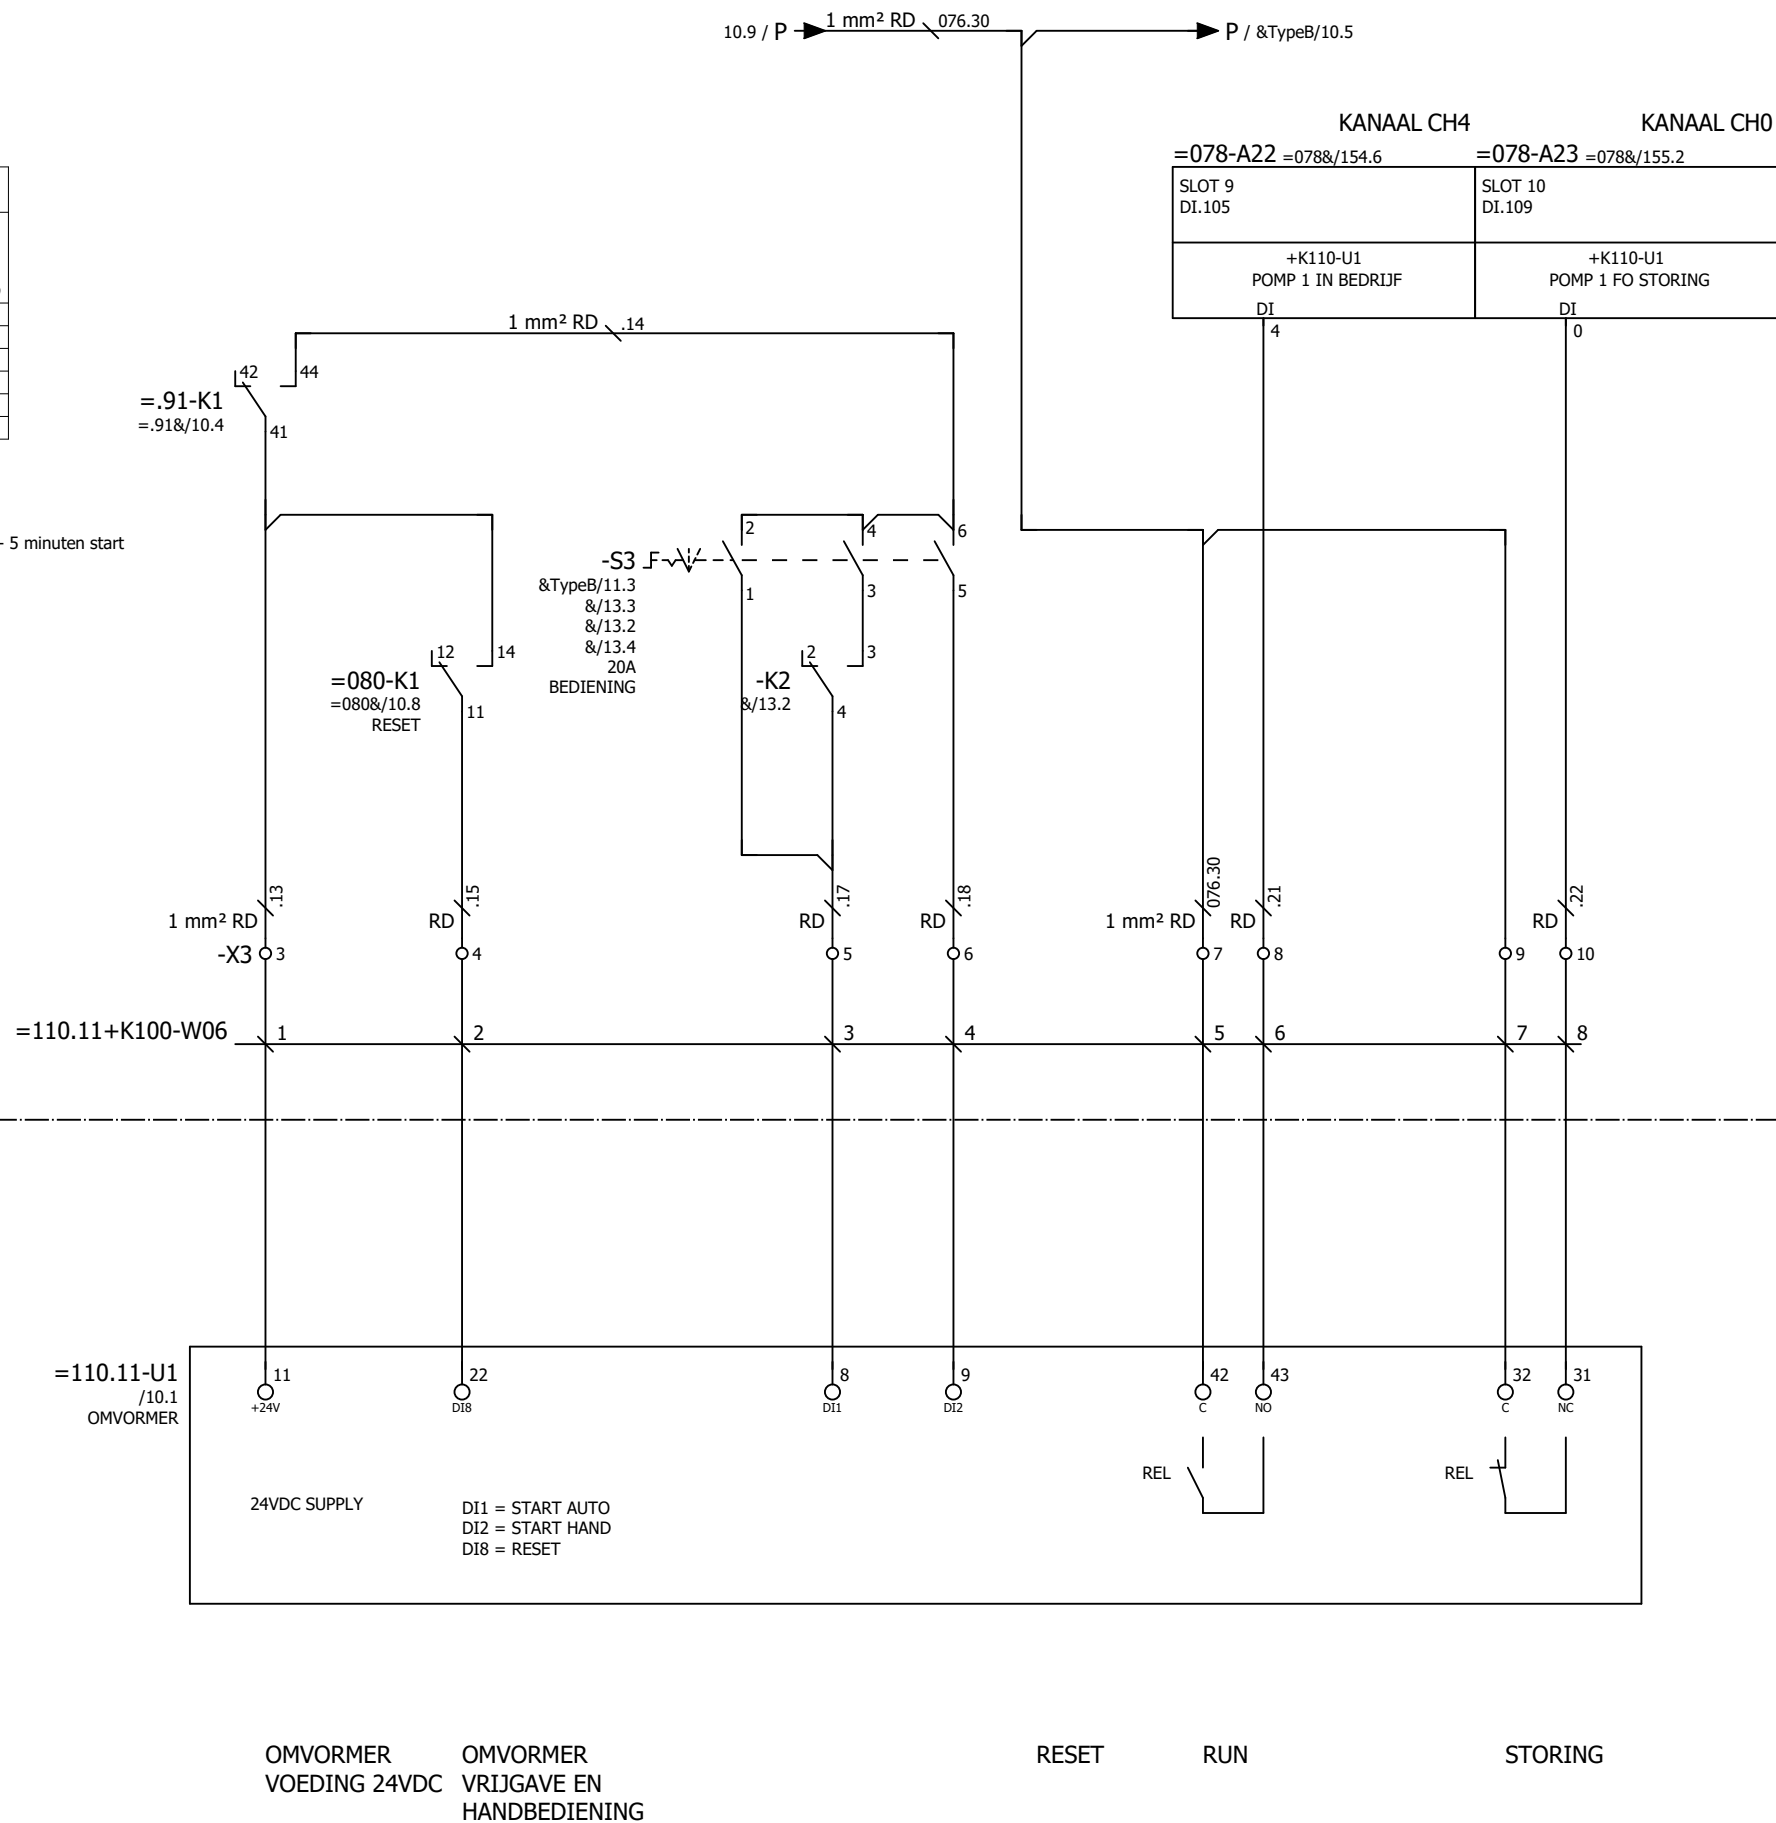 10.9 / P
1 mm² RD
076.30
P / &TypeB/10.5
KANAAL CH4
KANAAL CH0
=078-A22 =078&/154.6
=078-A23 =078&/155.2
SLOT 9
DI.105
SLOT 10
DI.109
+K110-U1
POMP 1 IN BEDRIJF
+K110-U1
POMP 1 FO STORING
DI
4
DI
0
1 mm² RD
.14
42
44
=.91-K1
=.91&/10.4
41
- 5 minuten start
2
4
6
-S3
&TypeB/11.3
&/13.3
&/13.2
&/13.4
20A
BEDIENING
1
3
5
12
14
=080-K1
=080&/10.8
RESET
11
2
3
-K2
&/13.2
4
.13
.15
.17
.18
076.30
.21
.22
1 mm² RD
RD
RD
RD
1 mm² RD
RD
RD
-X3
3
4
5
6
7
8
9
10
=110.11+K100-W06
1
2
3
4
5
6
7
8
=110.11-U1
/10.1
OMVORMER
11
+24V
22
DI8
8
DI1
9
DI2
42
C
43
NO
32
C
31
NC
REL
REL
24VDC SUPPLY
DI1 = START AUTO
DI2 = START HAND
DI8 = RESET
OMVORMER
VOEDING 24VDC
OMVORMER
VRIJGAVE EN
HANDBEDIENING
RESET
RUN
STORING